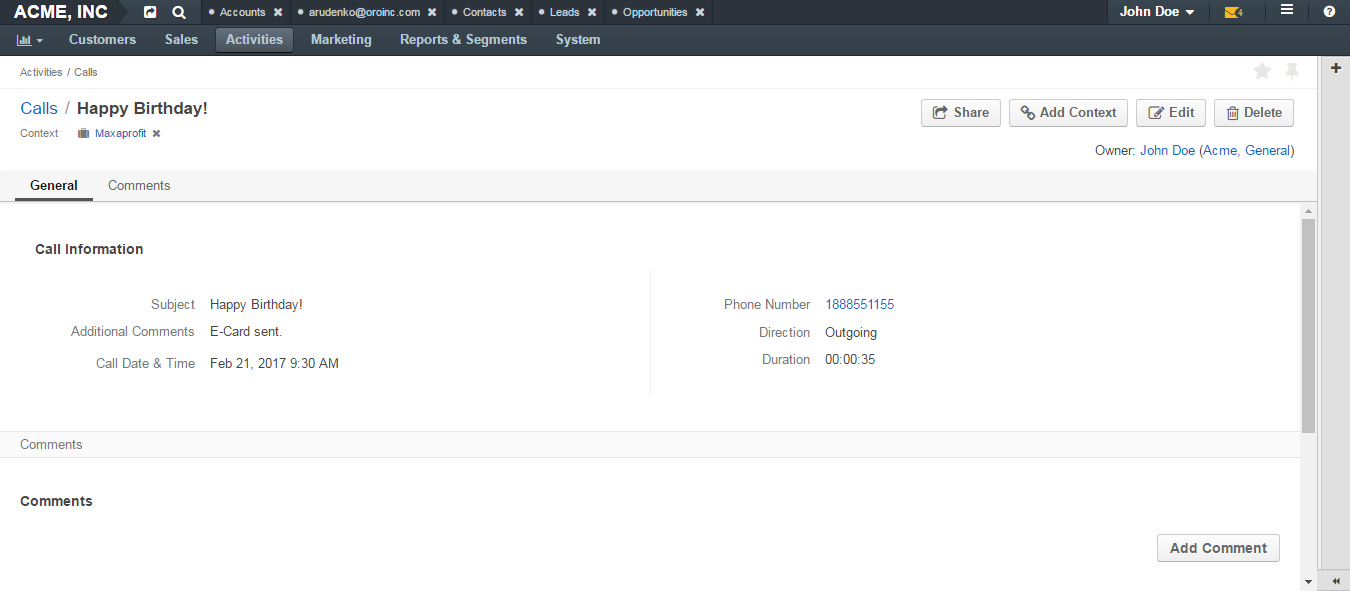 ACME, INC Accounts arudenko@oroinc.com Contacts Leads Opportunities John Doe 4
Customers Sales Activities Marketing Reports & Segments System
Activities / Calls
Calls / Happy Birthday!
Share Add Context Edit Delete
Context Maxaprofit
Owner: John Doe (Acme, General)
General Comments
Call Information
Subject Happy Birthday!
Additional Comments E-Card sent.
Call Date & Time Feb 21, 2017 9:30 AM
Phone Number 1888551155
Direction Outgoing
Duration 00:00:35
Comments
Comments
Add Comment